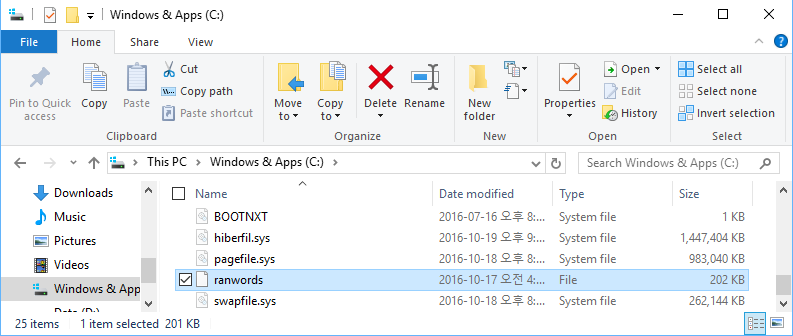 Windows & Apps (C:)
File Home Share View
Pin to Quick access
Copy
Paste
Cut
Copy path
Paste shortcut
Clipboard
Move to
Copy to
Delete
Rename
Organize
New folder
New
Properties
Open
Edit
History
Open
Select all
Select none
Invert selection
Select
This PC > Windows & Apps (C:) >
Search Windows & Apps (C:)
Downloads
Music
Pictures
Videos
Windows & App
Name Date modified Type Size
BOOTNXT 2016-07-16 오후 8:... System file 1 KB
hiberfil.sys 2016-10-19 오후 9:... System file 1,447,404 KB
pagefile.sys 2016-10-18 오후 8:... System file 983,040 KB
ranwords 2016-10-17 오전 4:... File 202 KB
swapfile.sys 2016-10-18 오후 8:... System file 262,144 KB
25 items 1 item selected 201 KB